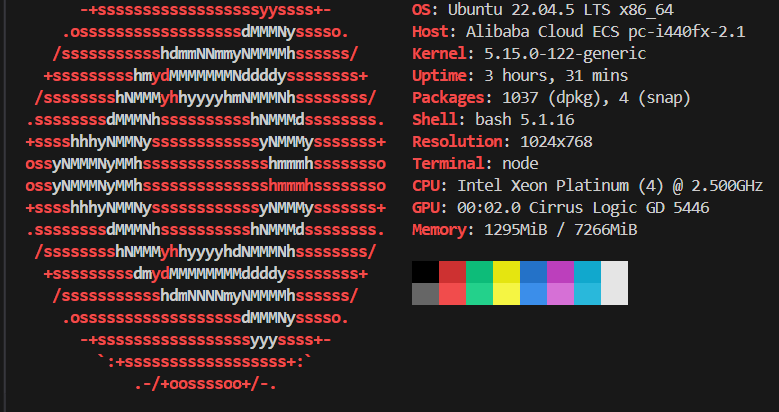 -+ssssssssssssssssssyyssss+- OS: Ubuntu 22.04.5 LTS x86_64
.ossssssssssssssssssdMMMNysssso. Host: Alibaba Cloud ECS pc-i440fx-2.1
/ssssssssssshdmmNNmmyNMMMMhssssss/ Kernel: 5.15.0-122-generic
+ssssssssshmydMMMMMMMNddddyssssssss+ Uptime: 3 hours, 31 mins
/sssssssshNMMMyhhyyyyhmNMMMNhssssssss/ Packages: 1037 (dpkg), 4 (snap)
.ssssssssdMMMNhsssssssssshNMMMdssssssss. Shell: bash 5.1.16
+sssshhhyNMMNyssssssssssssyNMMMysssssss+ Resolution: 1024x768
ossyNMMMNyMMhsssssssssssssshmmmhssssssso Terminal: node
ossyNMMMNyMMhsssssssssssssshmmmhssssssso CPU: Intel Xeon Platinum (4) @ 2.500GHz
+sssshhhyNMMNyssssssssssssyNMMMysssssss+ GPU: 00:02.0 Cirrus Logic GD 5446
.ssssssssdMMMNhsssssssssshNMMMdssssssss. Memory: 1295MiB / 7266MiB
/sssssssshNMMMyhhyyyyhdNMMMNhssssssss/
+sssssssssdmydMMMMMMMMddddyssssssss+
/ssssssssssshdmNNNNmyNMMMMhssssss/
.ossssssssssssssssssdMMMNysssso.
-+sssssssssssssssssyyyssss+-
`:+ssssssssssssssssss+:`
.-/+oossssoo+/-.